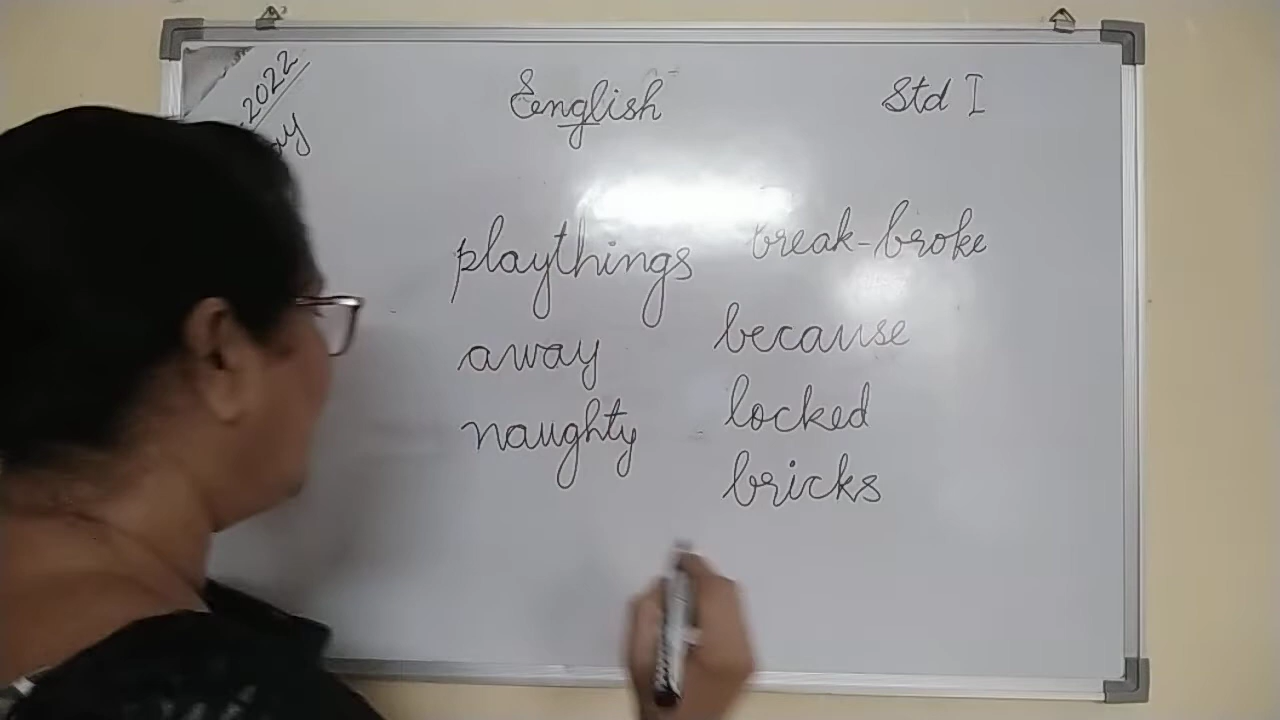 2022
English
Std I
playthings
break-broke
away
because
naughty
locked
bricks